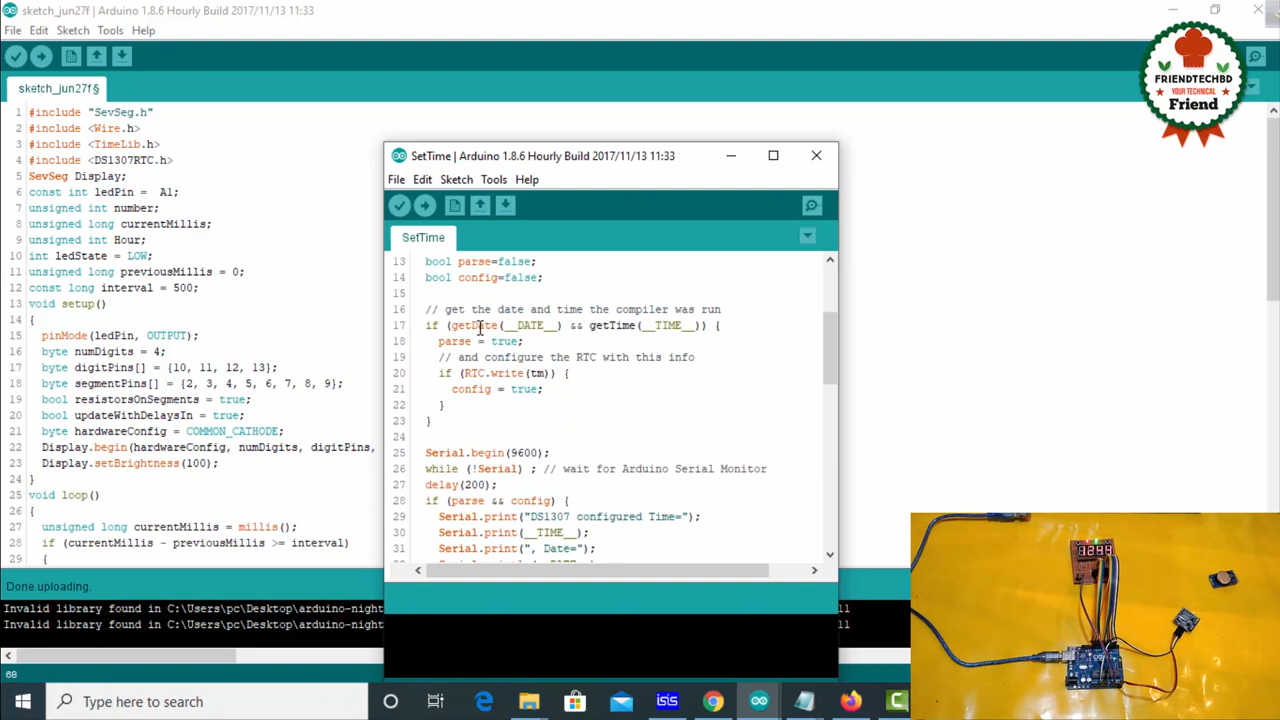 sketch_jun27f | Arduino 1.8.6 Hourly Build 2017/11/13 11:33
File Edit Sketch Tools Help
sketch_jun27f§
1 #include "SevSeg.h"
2 #include <Wire.h>
3 #include <TimeLib.h>
4 #include <DS1307RTC.h>
5 SevSeg Display;
6 const int ledPin = A1;
7 unsigned int number;
8 unsigned long currentMillis;
9 unsigned int Hour;
10 int ledState = LOW;
11 unsigned long previousMillis = 0;
12 const long interval = 500;
13 void setup()
14 {
15 pinMode(ledPin, OUTPUT);
16 byte numDigits = 4;
17 byte digitPins[] = {10, 11, 12, 13};
18 byte segmentPins[] = {2, 3, 4, 5, 6, 7, 8, 9};
19 bool resistorsOnSegments = true;
20 bool updateWithDelaysIn = true;
21 byte hardwareConfig = COMMON_CATHODE;
22 Display.begin(hardwareConfig, numDigits, digitPins,
23 Display.setBrightness(100);
24 }
25 void loop()
26 {
27 unsigned long currentMillis = millis();
28 if (currentMillis - previousMillis >= interval)
29 {
Done uploading.
Invalid library found in C:\Users\pc\Desktop\arduino-night
Invalid library found in C:\Users\pc\Desktop\arduino-night
68
SetTime | Arduino 1.8.6 Hourly Build 2017/11/13 11:33
File Edit Sketch Tools Help
SetTime
13 bool parse=false;
14 bool config=false;
15
16 // get the date and time the compiler was run
17 if (getDate(__DATE__) && getTime(__TIME__)) {
18 parse = true;
19 // and configure the RTC with this info
20 if (RTC.write(tm)) {
21 config = true;
22 }
23 }
24
25 Serial.begin(9600);
26 while (!Serial) ; // wait for Arduino Serial Monitor
27 delay(200);
28 if (parse && config) {
29 Serial.print("DS1307 configured Time=");
30 Serial.print(__TIME__);
31 Serial.print(", Date=");
ll
ll
FRIENDTECHBD
YOUR TECHNICAL
Friend
Type here to search
isis